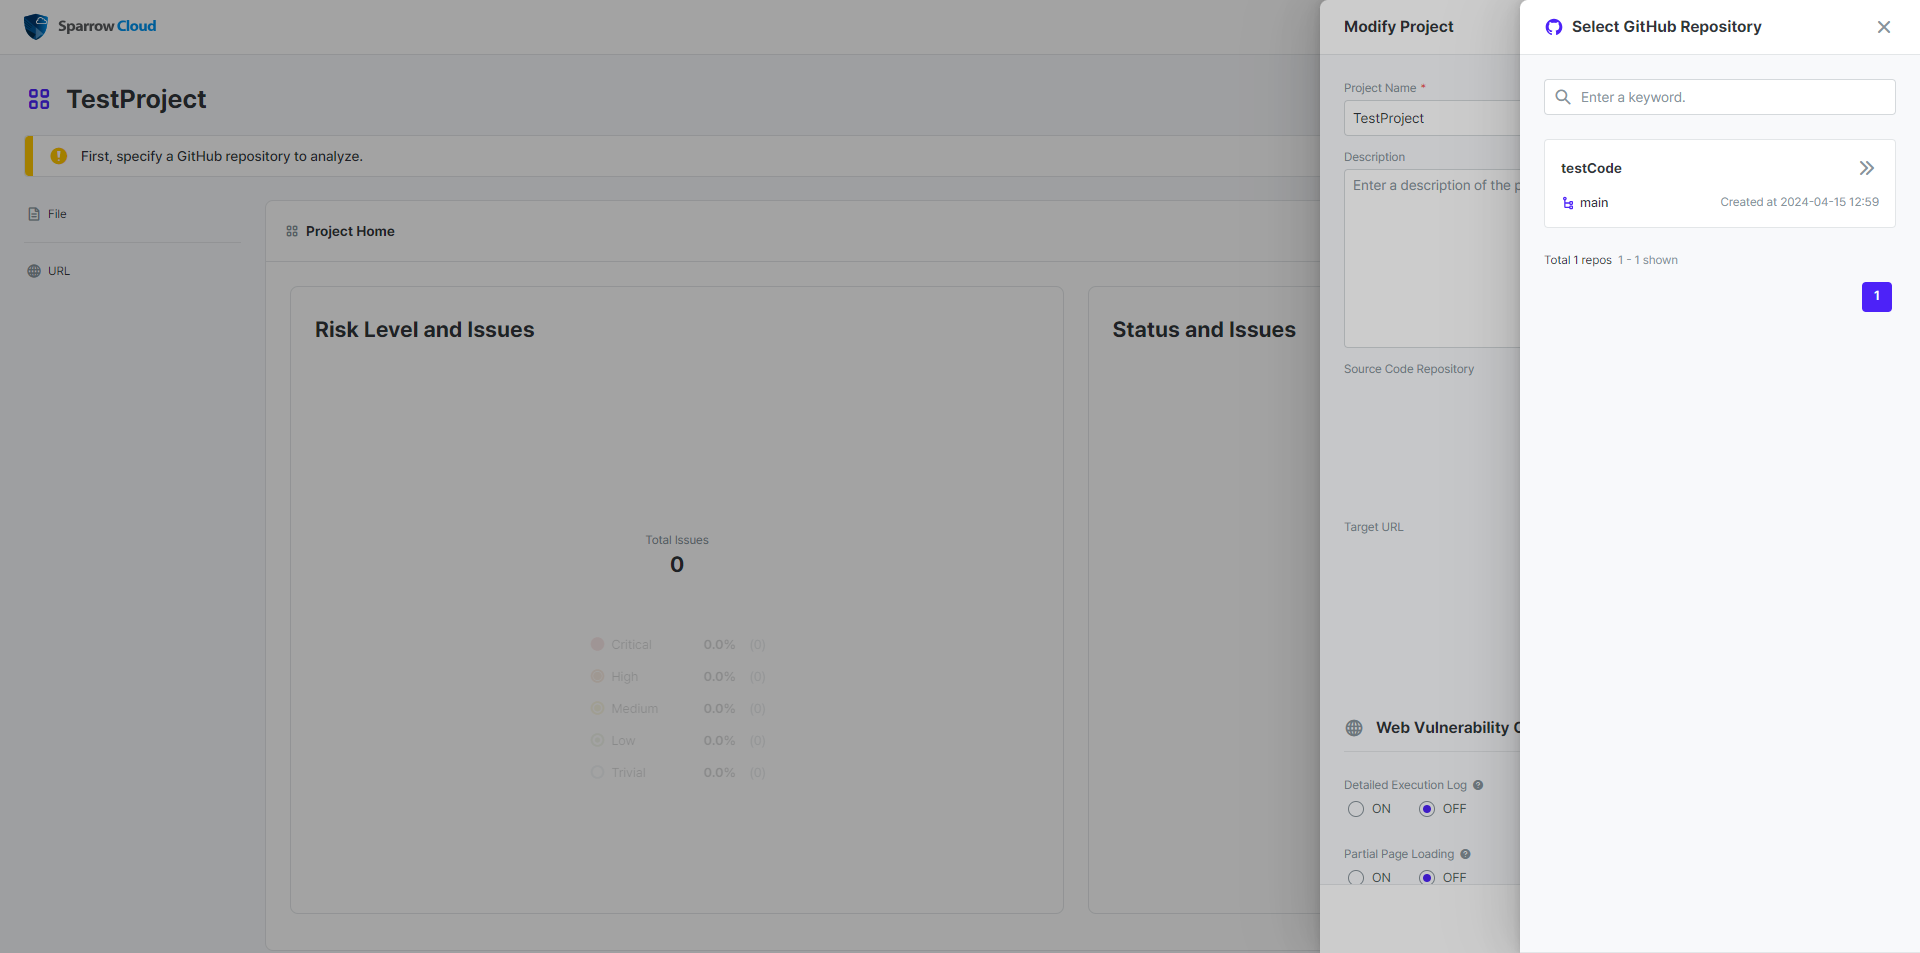 Sparrow Cloud
TestProject
First, specify a GitHub repository to analyze.
File
URL
Project Home
Risk Level and Issues
Total Issues
0
Critical 0.0% (0)
High 0.0% (0)
Medium 0.0% (0)
Low 0.0% (0)
Trivial 0.0% (0)
Status and Issues
Modify Project
Project Name *
TestProject
Description
Enter a description of the p
Source Code Repository
Target URL
Web Vulnerability
Detailed Execution Log
ON OFF
Partial Page Loading
ON OFF
Select GitHub Repository
Enter a keyword.
testCode
main Created at 2024-04-15 12:59
Total 1 repos 1 - 1 shown
1